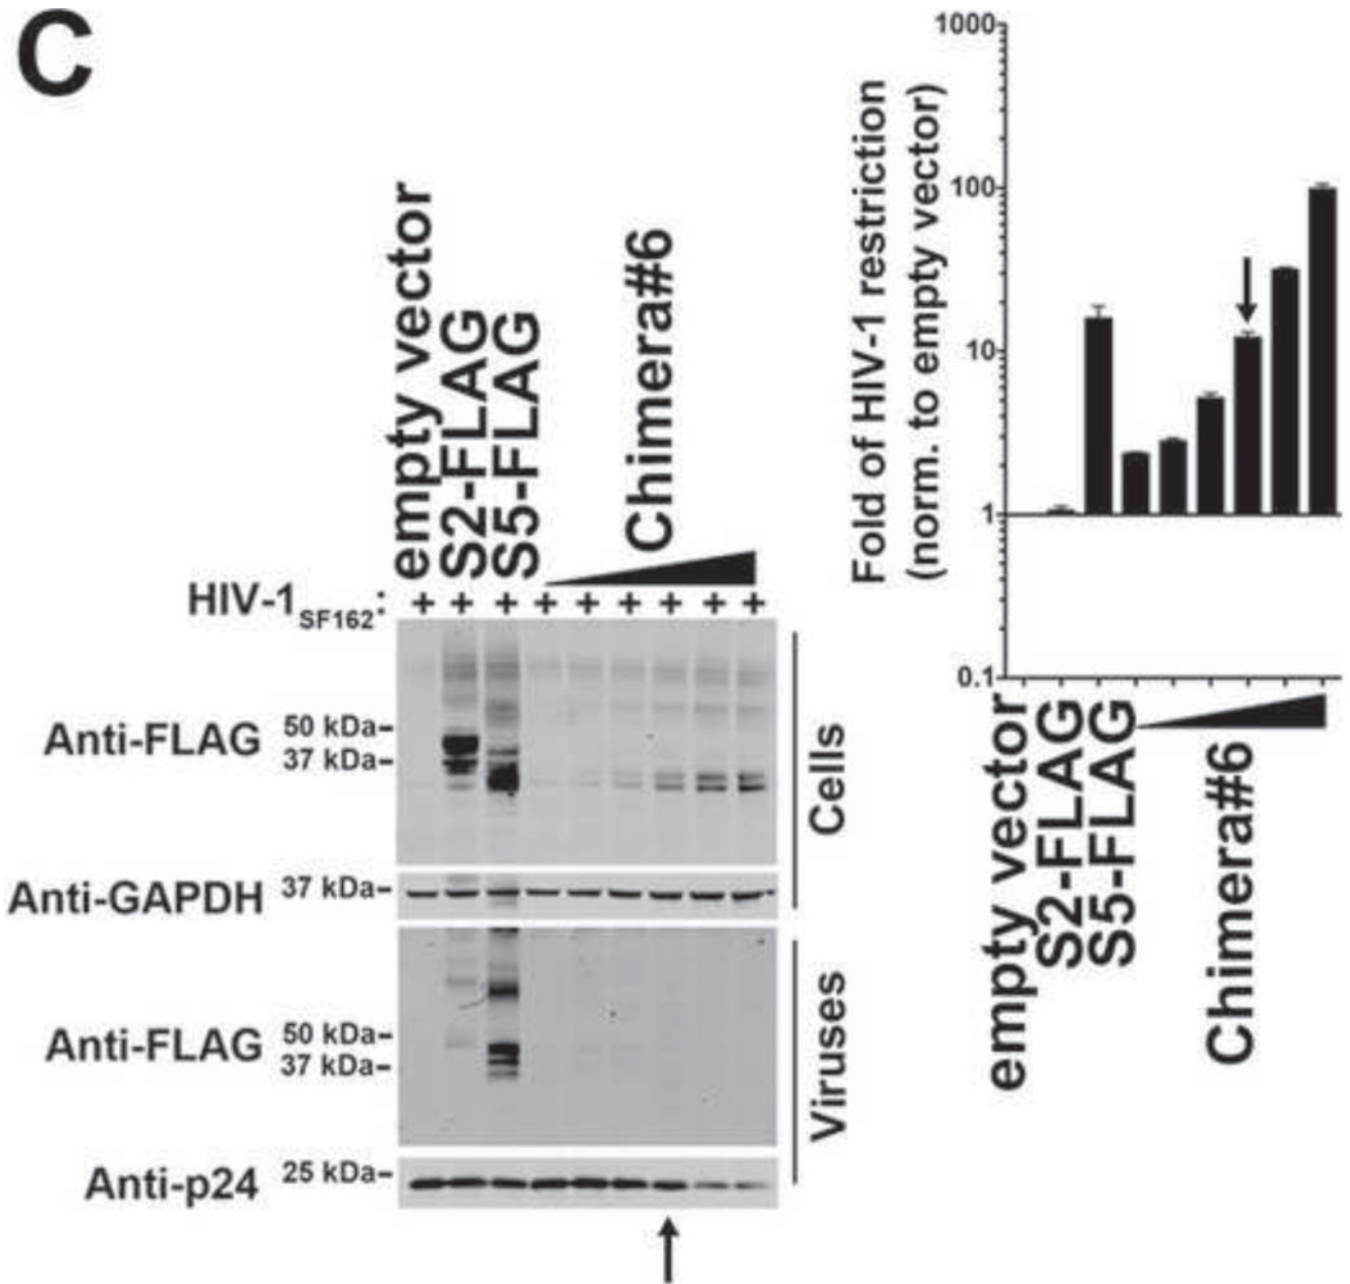 C
empty vector
S2-FLAG
S5-FLAG
Chimera#6
HIV-1SF162:
+ + + + + + + + +
Anti-FLAG
50 kDa-
37 kDa-
Anti-GAPDH
37 kDa-
Cells
Anti-FLAG
50 kDa-
37 kDa-
Anti-p24
25 kDa-
Viruses
Fold of HIV-1 restriction
(norm. to empty vector)
1000
100
10
1
0.1
empty vector
S2-FLAG
S5-FLAG
Chimera#6